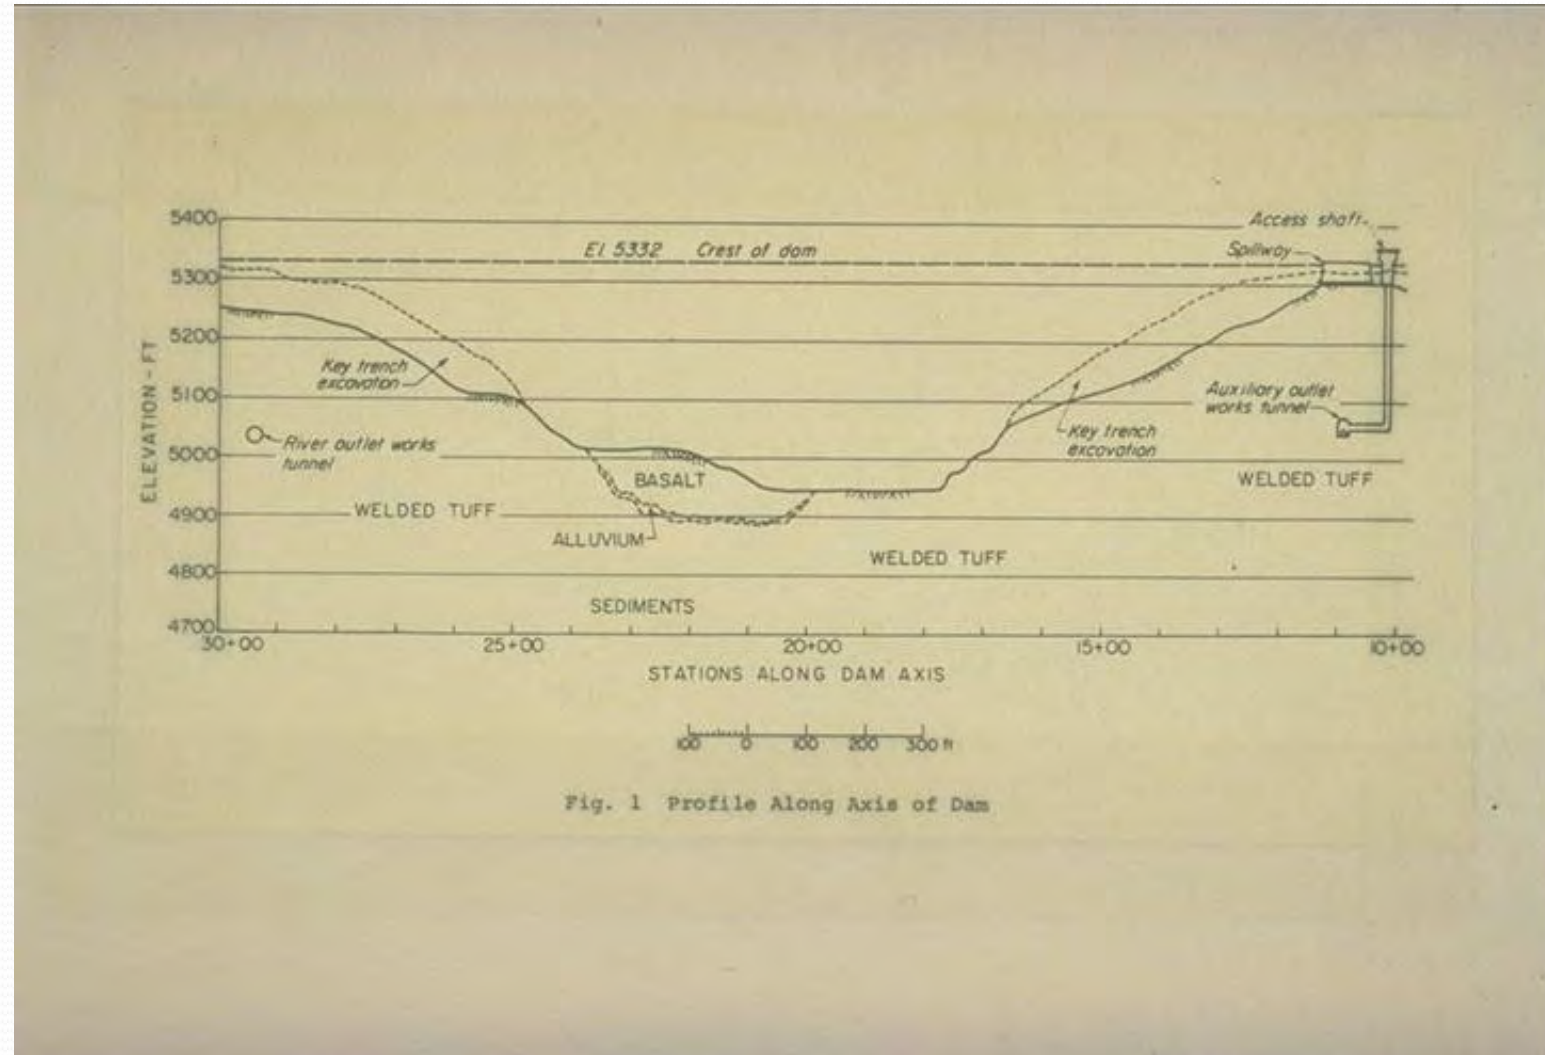 5400
Access shaft
El. 5332 Crest of dam
Spillway
5300
5200
ELEVATION - FT
Key trench
excavation
5100
Auxiliary outlet
works tunnel
Key trench
excavation
River outlet works
tunnel
5000
BASALT
WELDED TUFF
4900
WELDED TUFF
ALLUVIUM
WELDED TUFF
4800
SEDIMENTS
4700
30+00 25+00 20+00 15+00 10+00
STATIONS ALONG DAM AXIS
100 0 100 200 300 ft
Fig. 1 Profile Along Axis of Dam